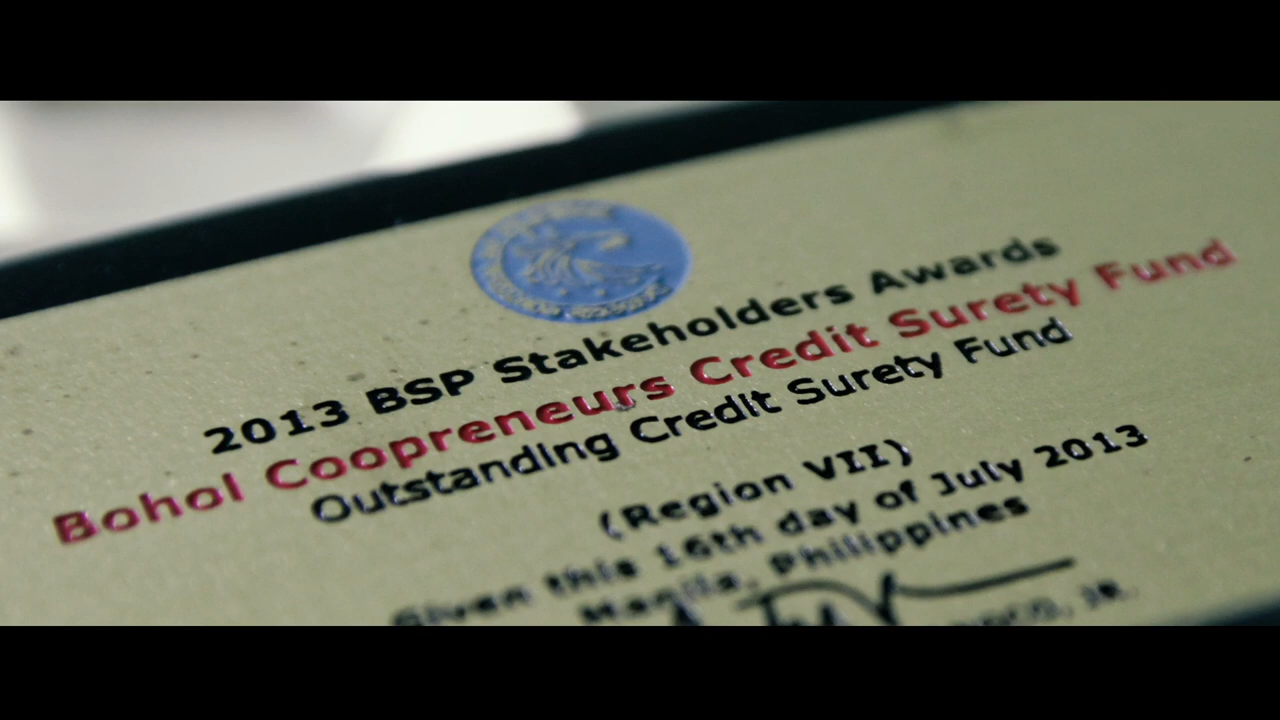 2013 BSP Stakeholders Awards
Bohol Coopreneurs Credit Surety Fund
Outstanding Credit Surety Fund
(Region VII)
Given this 16th day of July 2013
Manila, Philippines
JR.